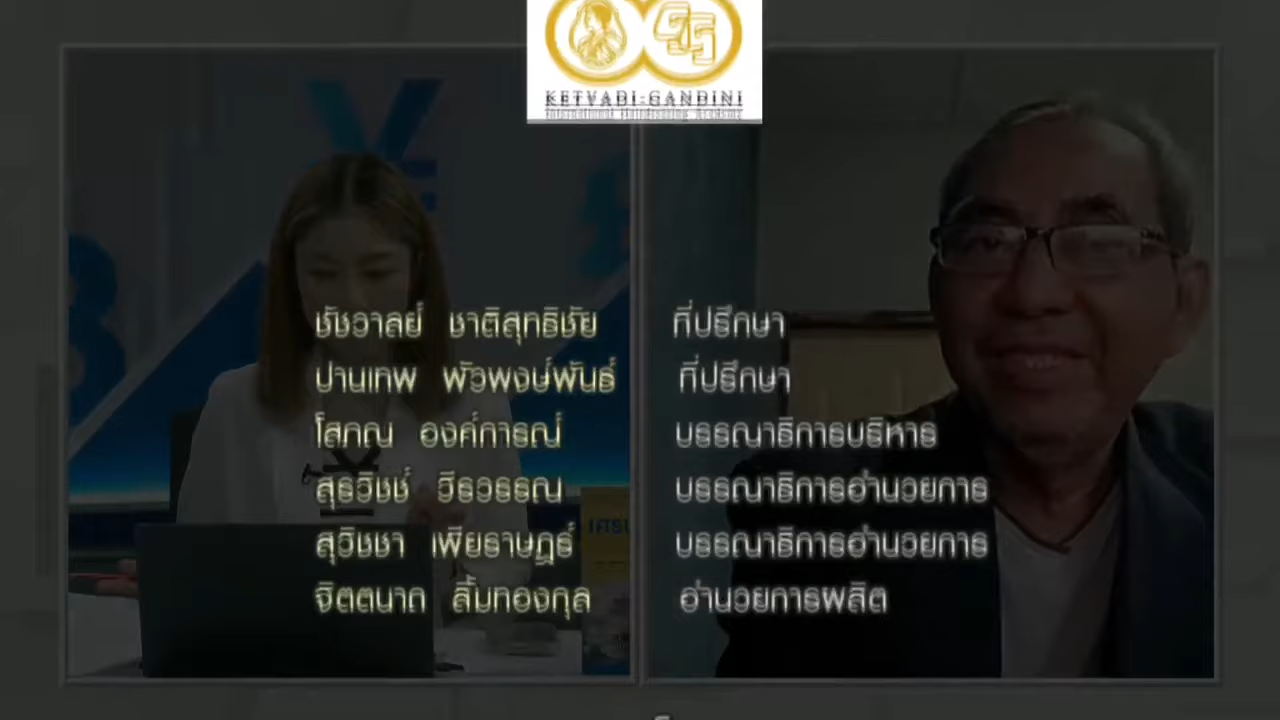 KETVADI-GANDINI
ชัชวาลย์ ชาติสุทธิชัย ที่ปรึกษา
ปานเทพ พัวพงษ์พันธ์ ที่ปรึกษา
โสภณ องค์การณ์ บรรณาธิการบริหาร
สุรวิชช์ วีรวรรณ บรรณาธิการอำนวยการ
สุวิชชา เพียราษฎร์ บรรณาธิการอำนวยการ
จิตตนาถ ลิ้มทองกุล อำนวยการผลิต